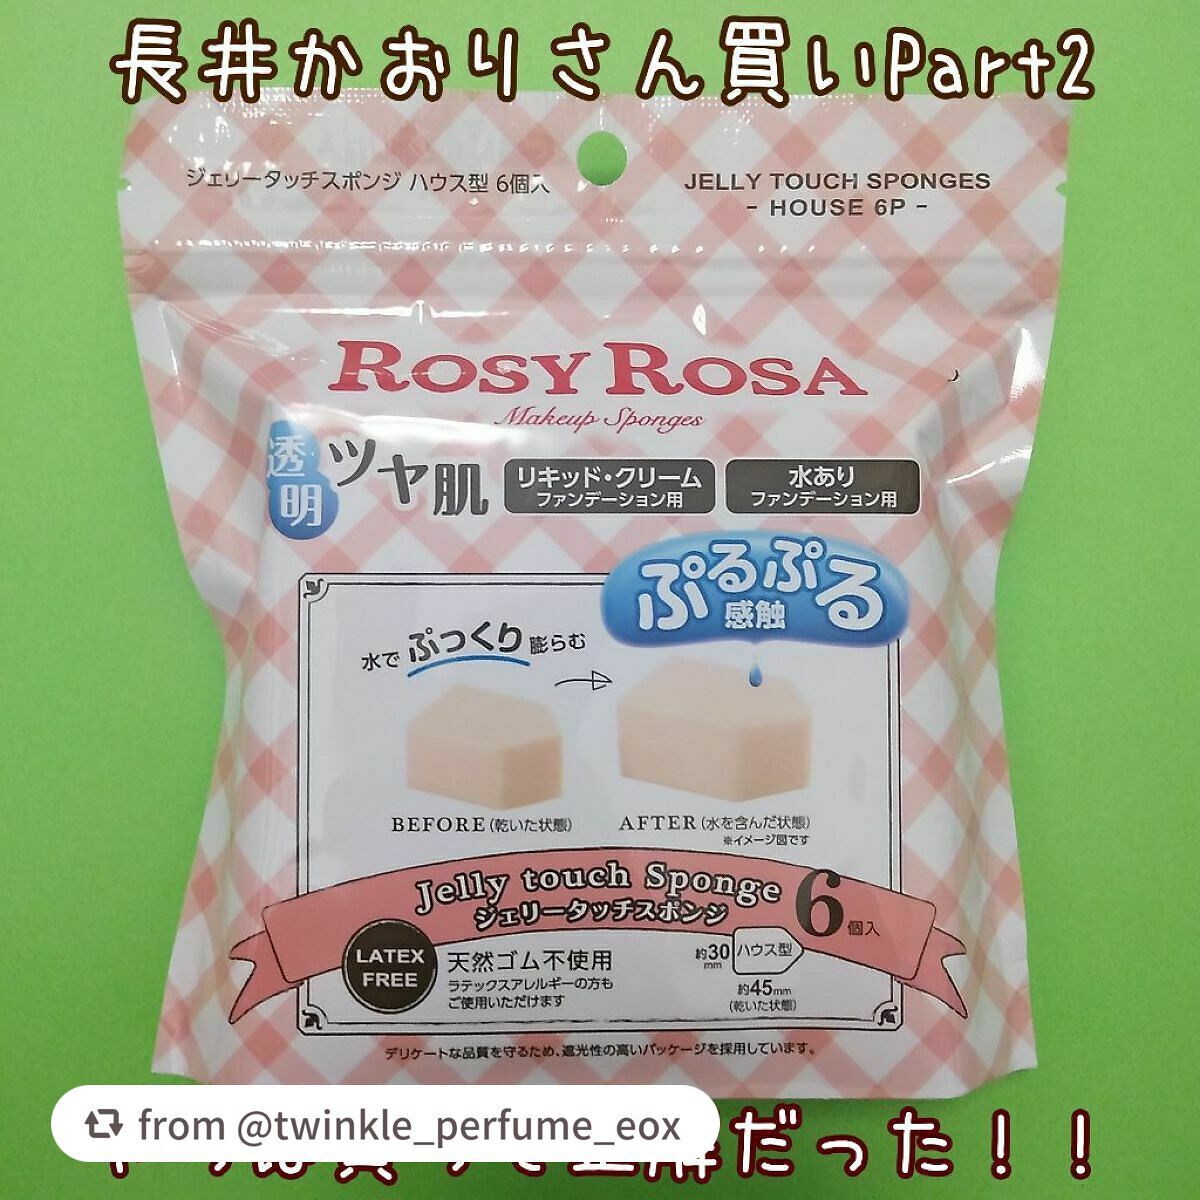 長井かおりさん買いPart2
ジェリータッチスポンジ ハウス型 6個入
JELLY TOUCH SPONGES
- HOUSE 6P -
ROSY ROSA
Makeup Sponges
透明
ツヤ肌
リキッド・クリーム
ファンデーション用
水あり
ファンデーション用
ぷるぷる
感触
水でぷっくり膨らむ
BEFORE(乾いた状態)
AFTER(水を含んだ状態)
※イメージ図です
Jelly touch Sponge
ジェリータッチスポンジ
6個入
LATEX
FREE
天然ゴム不使用
ラテックスアレルギーの方も
ご使用いただけます
約30mm
ハウス型
約45mm
(乾いた状態)
デリケートな品質を守るため、遮光性の高いパッケージを採用しています。
from @twinkle_perfume_eox
だった！！